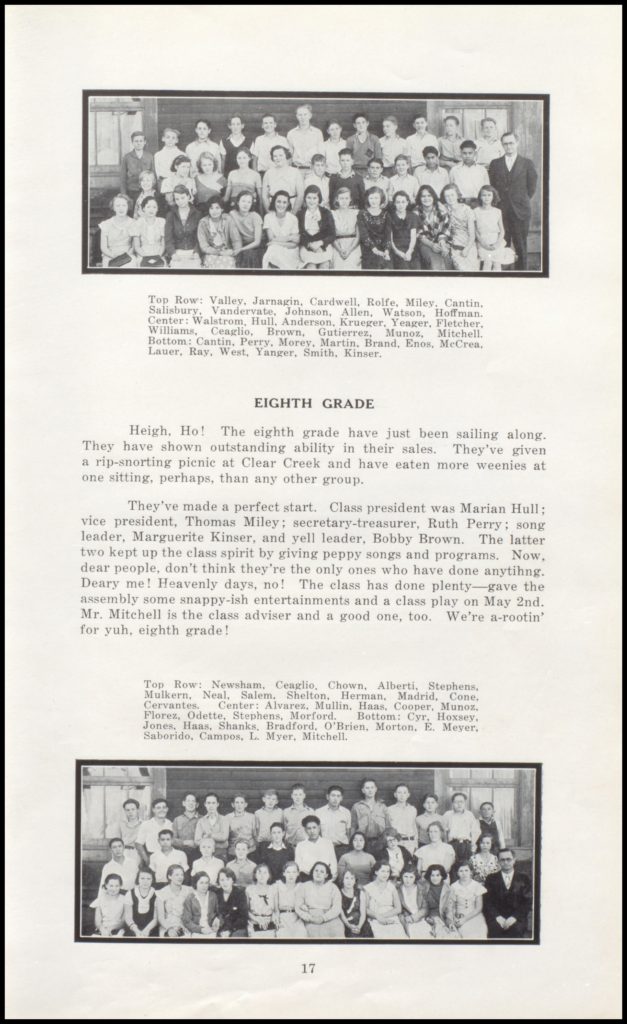 Top Row: Valley, Jarnagin, Cardwell, Rolfe, Miley, Cantin,
Salisbury, Vandervate, Johnson, Allen, Watson, Hoffman.
Center: Walstrom, Hull, Anderson, Krueger, Yeager, Fletcher,
Williams, Ceaglio, Brown, Gutierrez, Munoz, Mitchell.
Bottom: Cantin, Perry, Morey, Martin, Brand, Enos, McCrea,
Lauer, Ray, West, Yanger, Smith, Kinser.
EIGHTH GRADE
Heigh, Ho! The eighth grade have just been sailing along.
They have shown outstanding ability in their sales. They've given
a rip-snorting picnic at Clear Creek and have eaten more weenies at
one sitting, perhaps, than any other group.
They've made a perfect start. Class president was Marian Hull;
vice president, Thomas Miley; secretary-treasurer, Ruth Perry; song
leader, Marguerite Kinser, and yell leader, Bobby Brown. The latter
two kept up the class spirit by giving peppy songs and programs. Now,
dear people, don't think they're the only ones who have done anytihng.
Deary me! Heavenly days, no! The class has done plenty—gave the
assembly some snappy-ish entertainments and a class play on May 2nd.
Mr. Mitchell is the class adviser and a good one, too. We're a-rootin'
for yuh, eighth grade!
Top Row: Newsham, Ceaglio, Chown, Alberti, Stephens,
Mulkern, Neal, Salem, Shelton, Herman, Madrid, Cone,
Cervantes. Center: Alvarez, Mullin, Haas, Cooper, Munoz,
Florez, Odette, Stephens, Morford. Bottom: Cyr, Hoxsey,
Jones, Haas, Shanks, Bradford, O'Brien, Morton, E. Meyer,
Saborido, Campos, L. Myer, Mitchell.
17